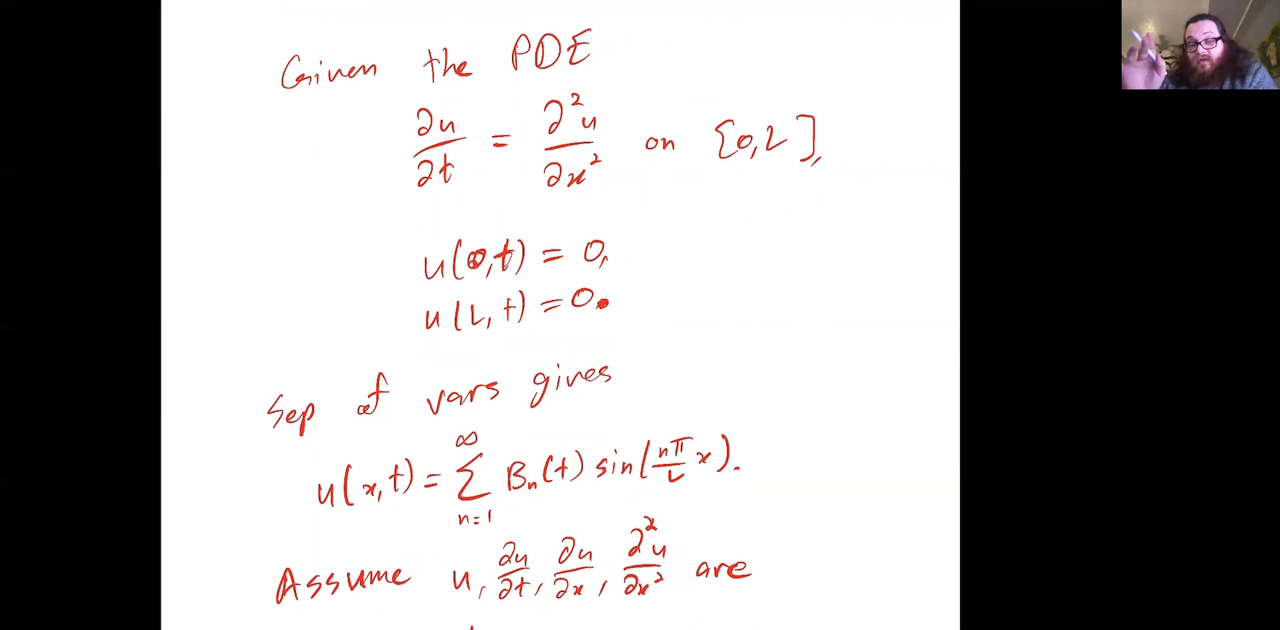 Given the PDE
∂u/∂t = ∂²u/∂x² on [0, L],
u(0,t) = 0,
u(L,t) = 0.
Sep of vars gives
u(x,t) = ∑_{n=1}^{∞} B_n(t) sin(nπ/L x).
Assume u, ∂u/∂t, ∂u/∂x, ∂²u/∂x² are